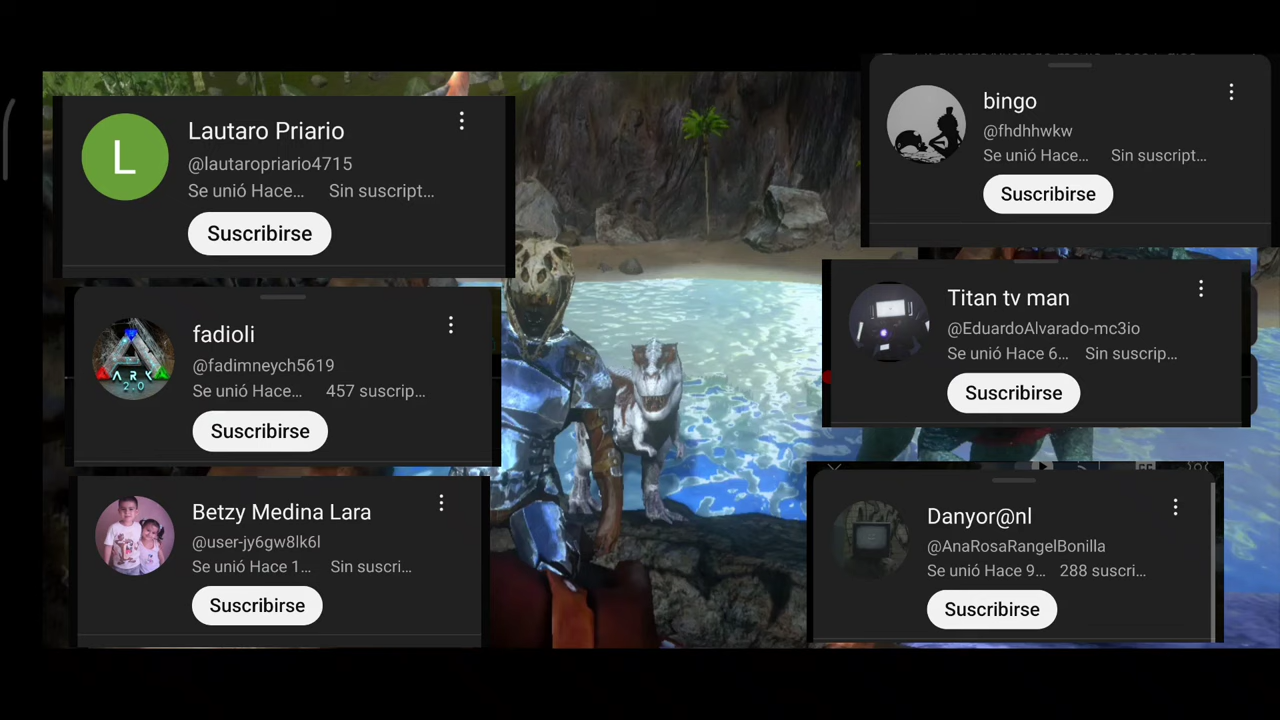 Lautaro Priario
@lautaropriario4715
Se unió Hace... Sin suscript...
Suscribirse
L
fadioli
@fadimneych5619
Se unió Hace... 457 suscrip...
Suscribirse
ARK
2.0
Betzy Medina Lara
@user-jy6gw8lk6l
Se unió Hace 1... Sin suscri...
Suscribirse
bingo
@fhdhhwkw
Se unió Hace... Sin suscript...
Suscribirse
Titan tv man
@EduardoAlvarado-mc3io
Se unió Hace 6... Sin suscrip...
Suscribirse
Danyor@nl
@AnaRosaRangelBonilla
Se unió Hace 9... 288 suscri...
Suscribirse